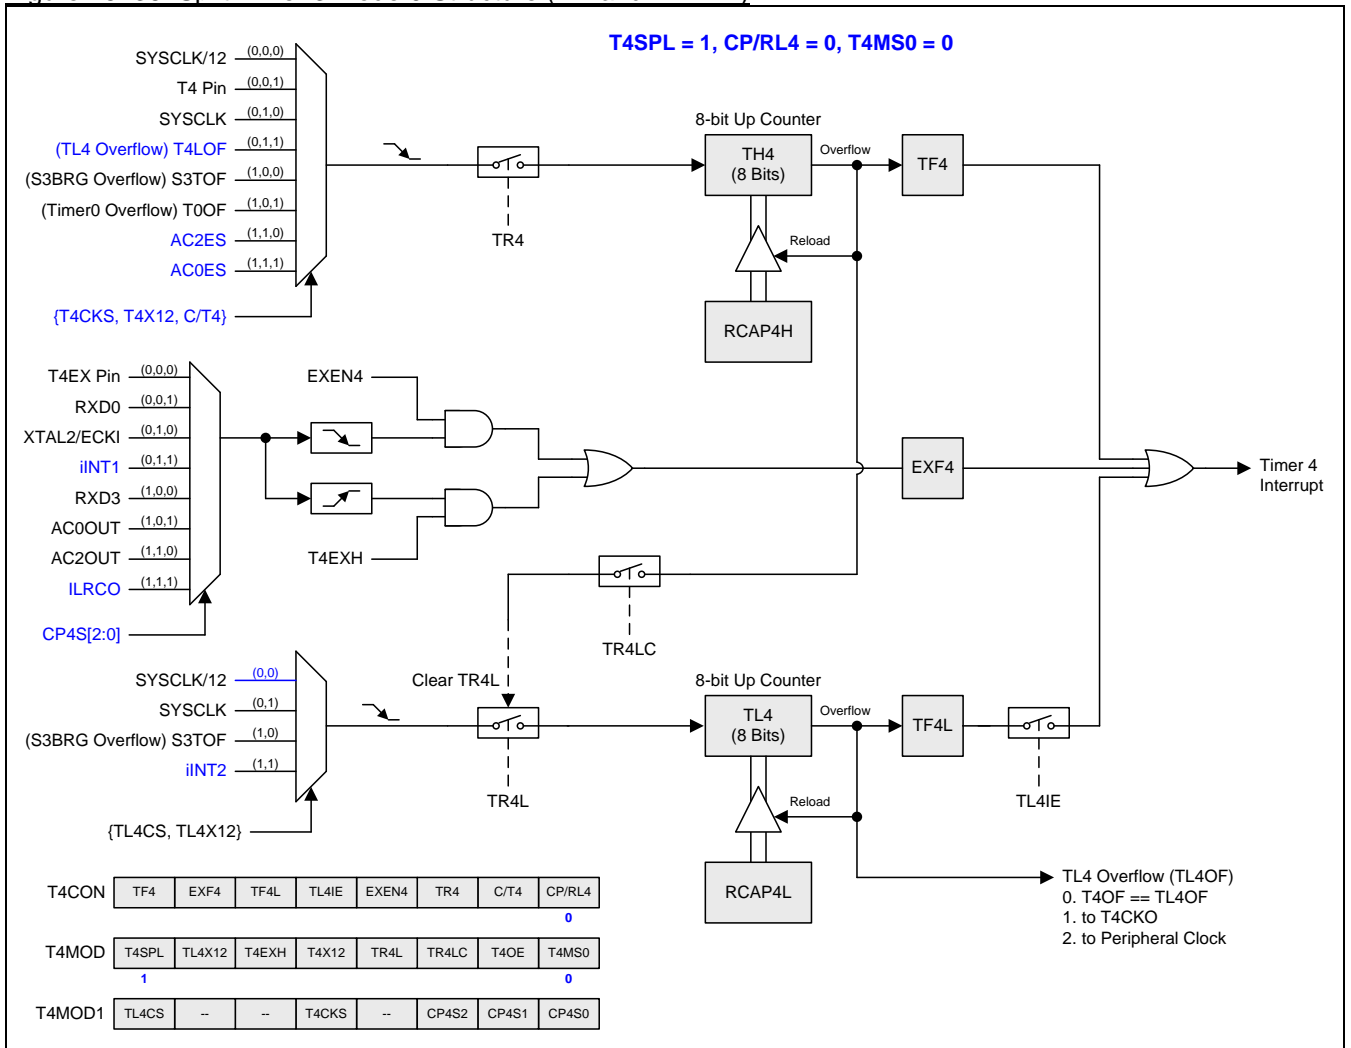 T4SPL = 1, CP/RL4 = 0, T4MS0 = 0
SYSCLK/12 (0,0,0)
T4 Pin (0,0,1)
SYSCLK (0,1,0)
(TL4 Overflow) T4LOF (0,1,1)
(S3BRG Overflow) S3TOF (1,0,0)
(Timer0 Overflow) T0OF (1,0,1)
AC2ES (1,1,0)
AC0ES (1,1,1)
{T4CKS, T4X12, C/T4}
TR4
8-bit Up Counter
TH4
(8 Bits)
Overflow
TF4
Reload
RCAP4H
T4EX Pin (0,0,0)
RXD0 (0,0,1)
XTAL2/ECKI (0,1,0)
iINT1 (0,1,1)
RXD3 (1,0,0)
AC0OUT (1,0,1)
AC2OUT (1,1,0)
ILRCO (1,1,1)
CP4S[2:0]
EXEN4
T4EXH
EXF4
Timer 4
Interrupt
TR4LC
Clear TR4L
SYSCLK/12 (0,0)
SYSCLK (0,1)
(S3BRG Overflow) S3TOF (1,0)
iINT2 (1,1)
{TL4CS, TL4X12}
TR4L
8-bit Up Counter
TL4
(8 Bits)
Overflow
TF4L
TL4IE
Reload
RCAP4L
TL4 Overflow (TL4OF)
0. T4OF == TL4OF
1. to T4CKO
2. to Peripheral Clock
T4CON TF4 EXF4 TF4L TL4IE EXEN4 TR4 C/T4 CP/RL4
0
T4MOD T4SPL TL4X12 T4EXH T4X12 TR4L TR4LC T4OE T4MS0
1 0
T4MOD1 TL4CS -- -- T4CKS -- CP4S2 CP4S1 CP4S0